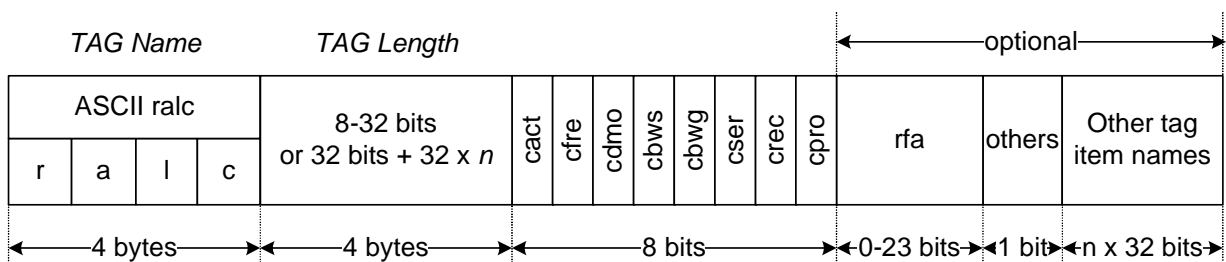 TAG Name TAG Length optional
ASCII ralc
r a l c
8-32 bits
or 32 bits + 32 x n
cact
cfre
cdmo
cbws
cbwg
cser
crec
cpro
rfa
others
Other tag
item names
4 bytes 4 bytes 8 bits 0-23 bits 1 bit n x 32 bits